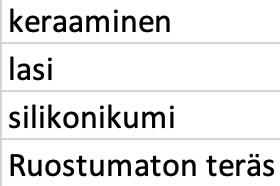 keraaminen
lasi
silikonikumi
Ruostumaton teräs